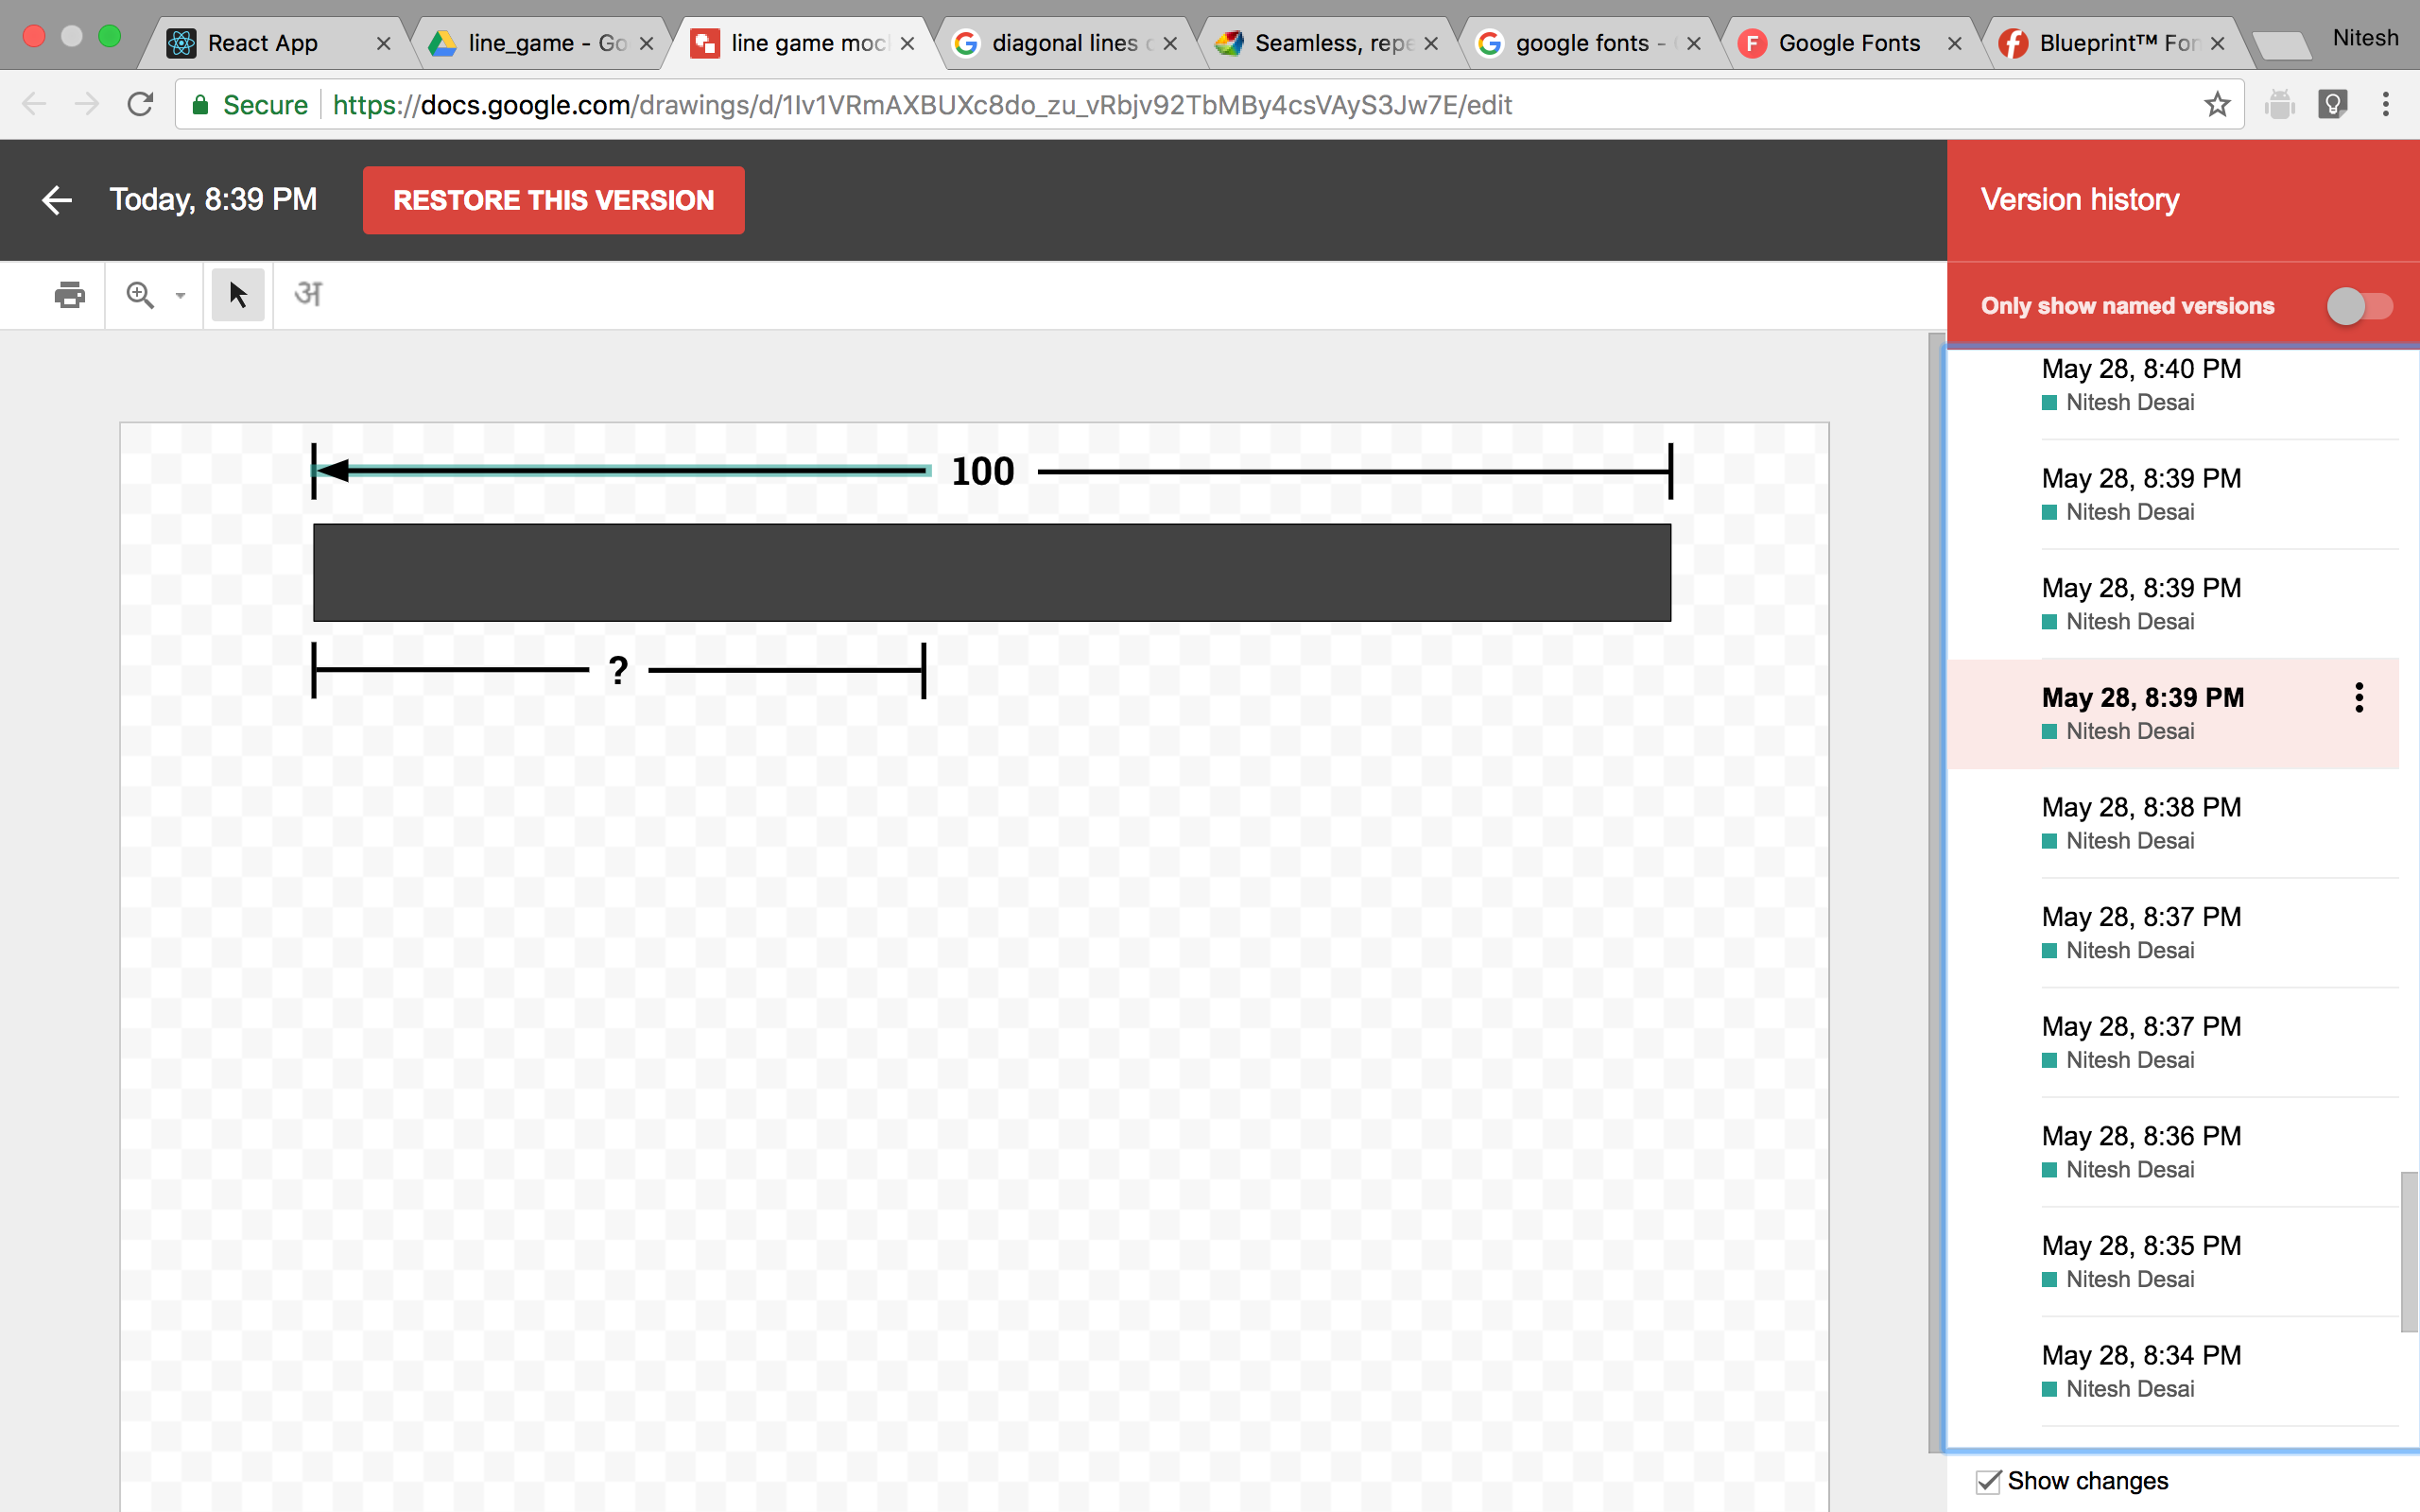 React App
line_game - Go
line game moc
diagonal lines
Seamless, repe
google fonts -
Google Fonts
Blueprint™ Fon
Nitesh
Secure
https://docs.google.com/drawings/d/1Iv1VRmAXBUXc8do_zu_vRbjv92TbMBy4csVAyS3Jw7E/edit
Today, 8:39 PM
RESTORE THIS VERSION
Version history
अ
Only show named versions
100
?
May 28, 8:40 PM
Nitesh Desai
May 28, 8:39 PM
Nitesh Desai
May 28, 8:39 PM
Nitesh Desai
May 28, 8:39 PM
Nitesh Desai
May 28, 8:38 PM
Nitesh Desai
May 28, 8:37 PM
Nitesh Desai
May 28, 8:37 PM
Nitesh Desai
May 28, 8:36 PM
Nitesh Desai
May 28, 8:35 PM
Nitesh Desai
May 28, 8:34 PM
Nitesh Desai
Show changes